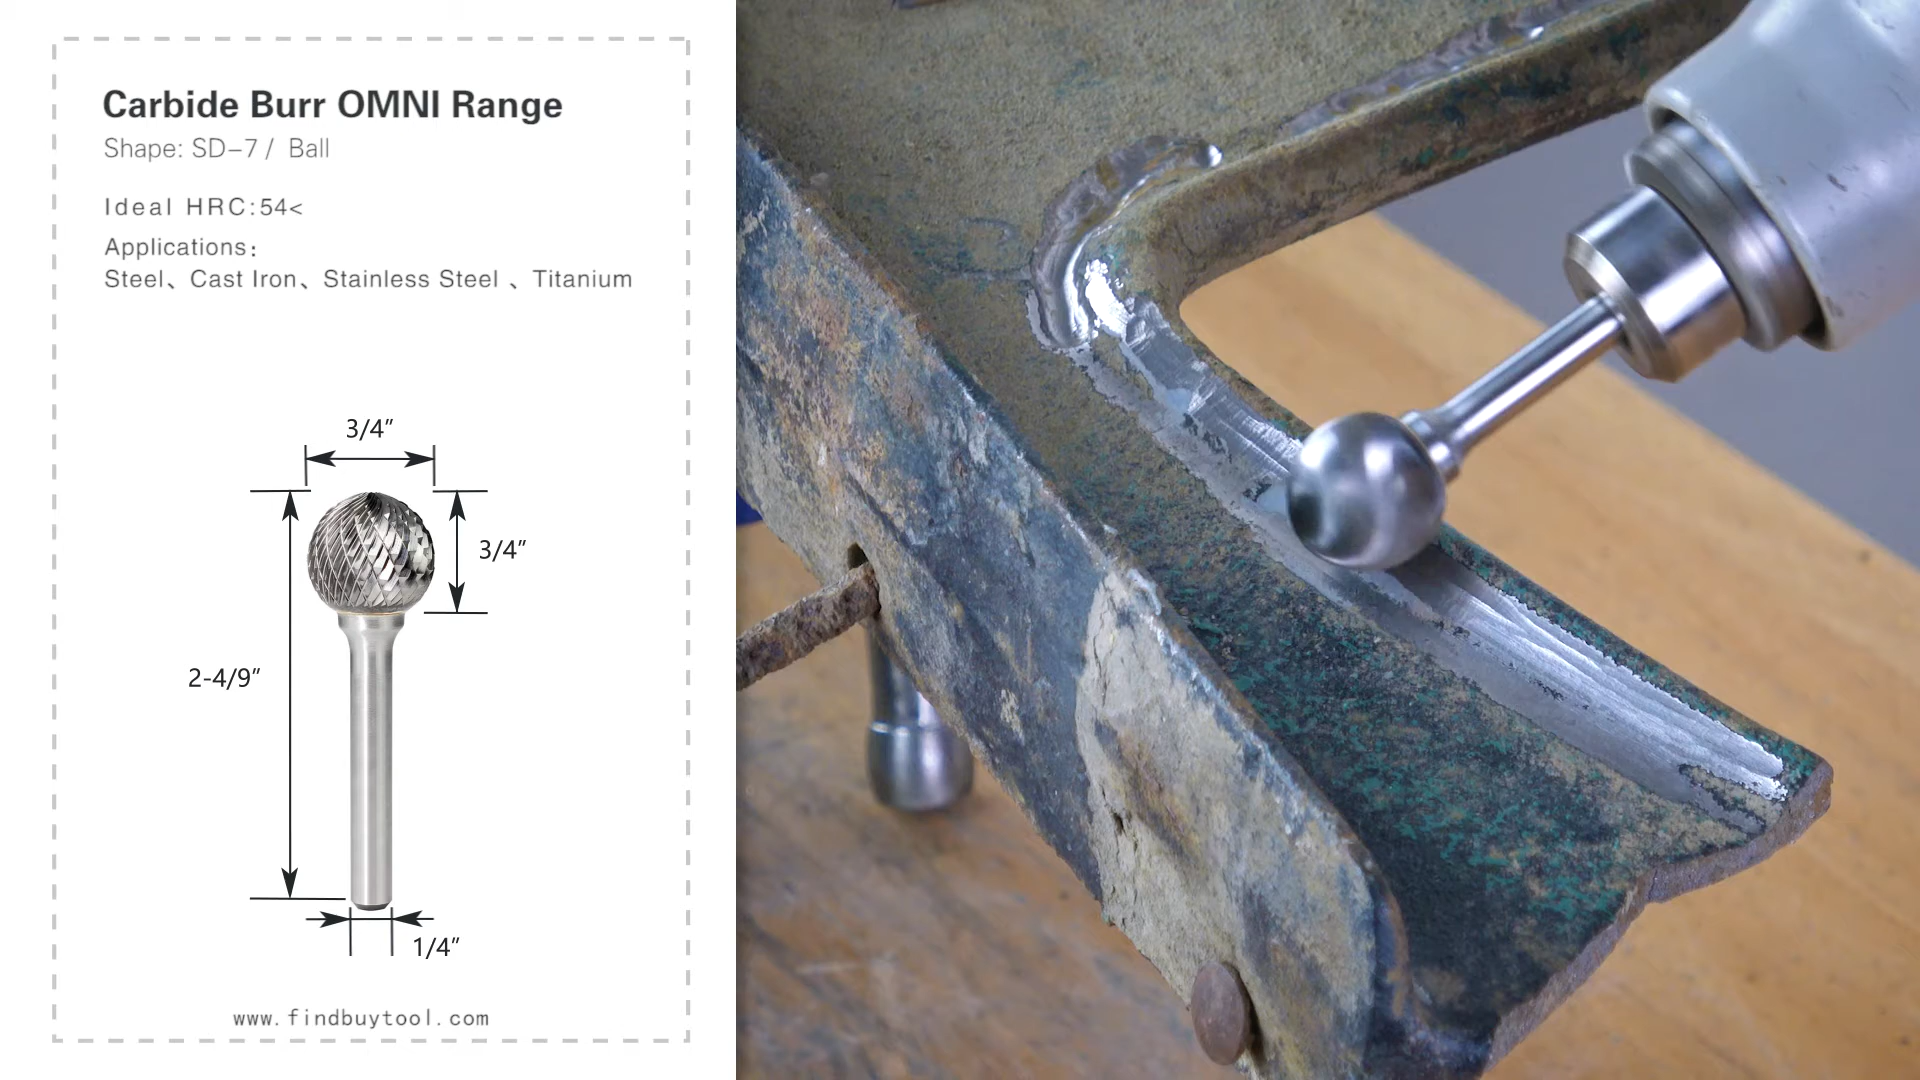 Carbide Burr OMNI Range
Shape: SD-7 / Ball
Ideal HRC:54<
Applications:
Steel、Cast Iron、Stainless Steel 、Titanium
3/4”
3/4”
2-4/9”
1/4”
www.findbuytool.com